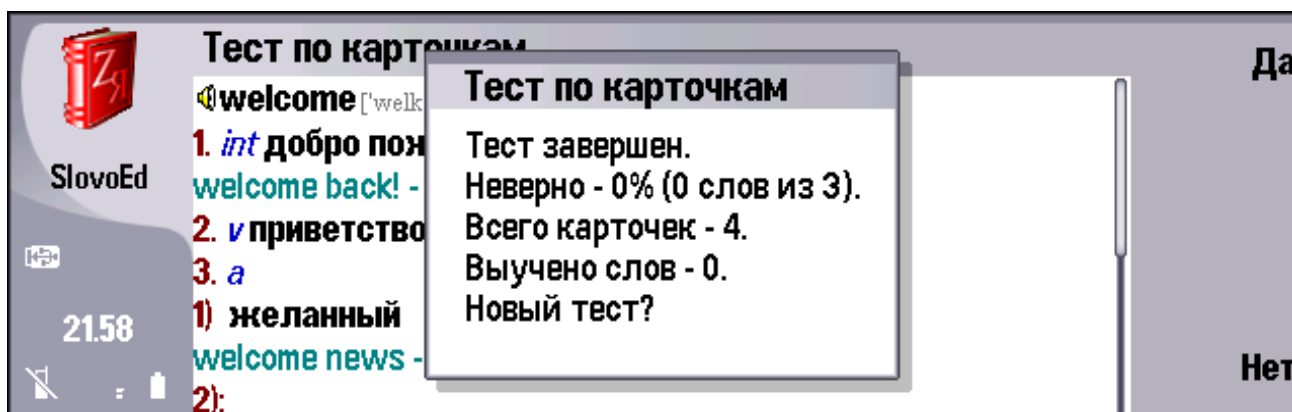 Тест по карточкам
SlovoEd
21.58
welcome ['welk
1. int добро пож
welcome back! -
2. v приветство
3. a
1) желанный
welcome news -
2):
Тест по карточкам
Тест завершен.
Неверно - 0% (0 слов из 3).
Всего карточек - 4.
Выучено слов - 0.
Новый тест?
Да
Нет